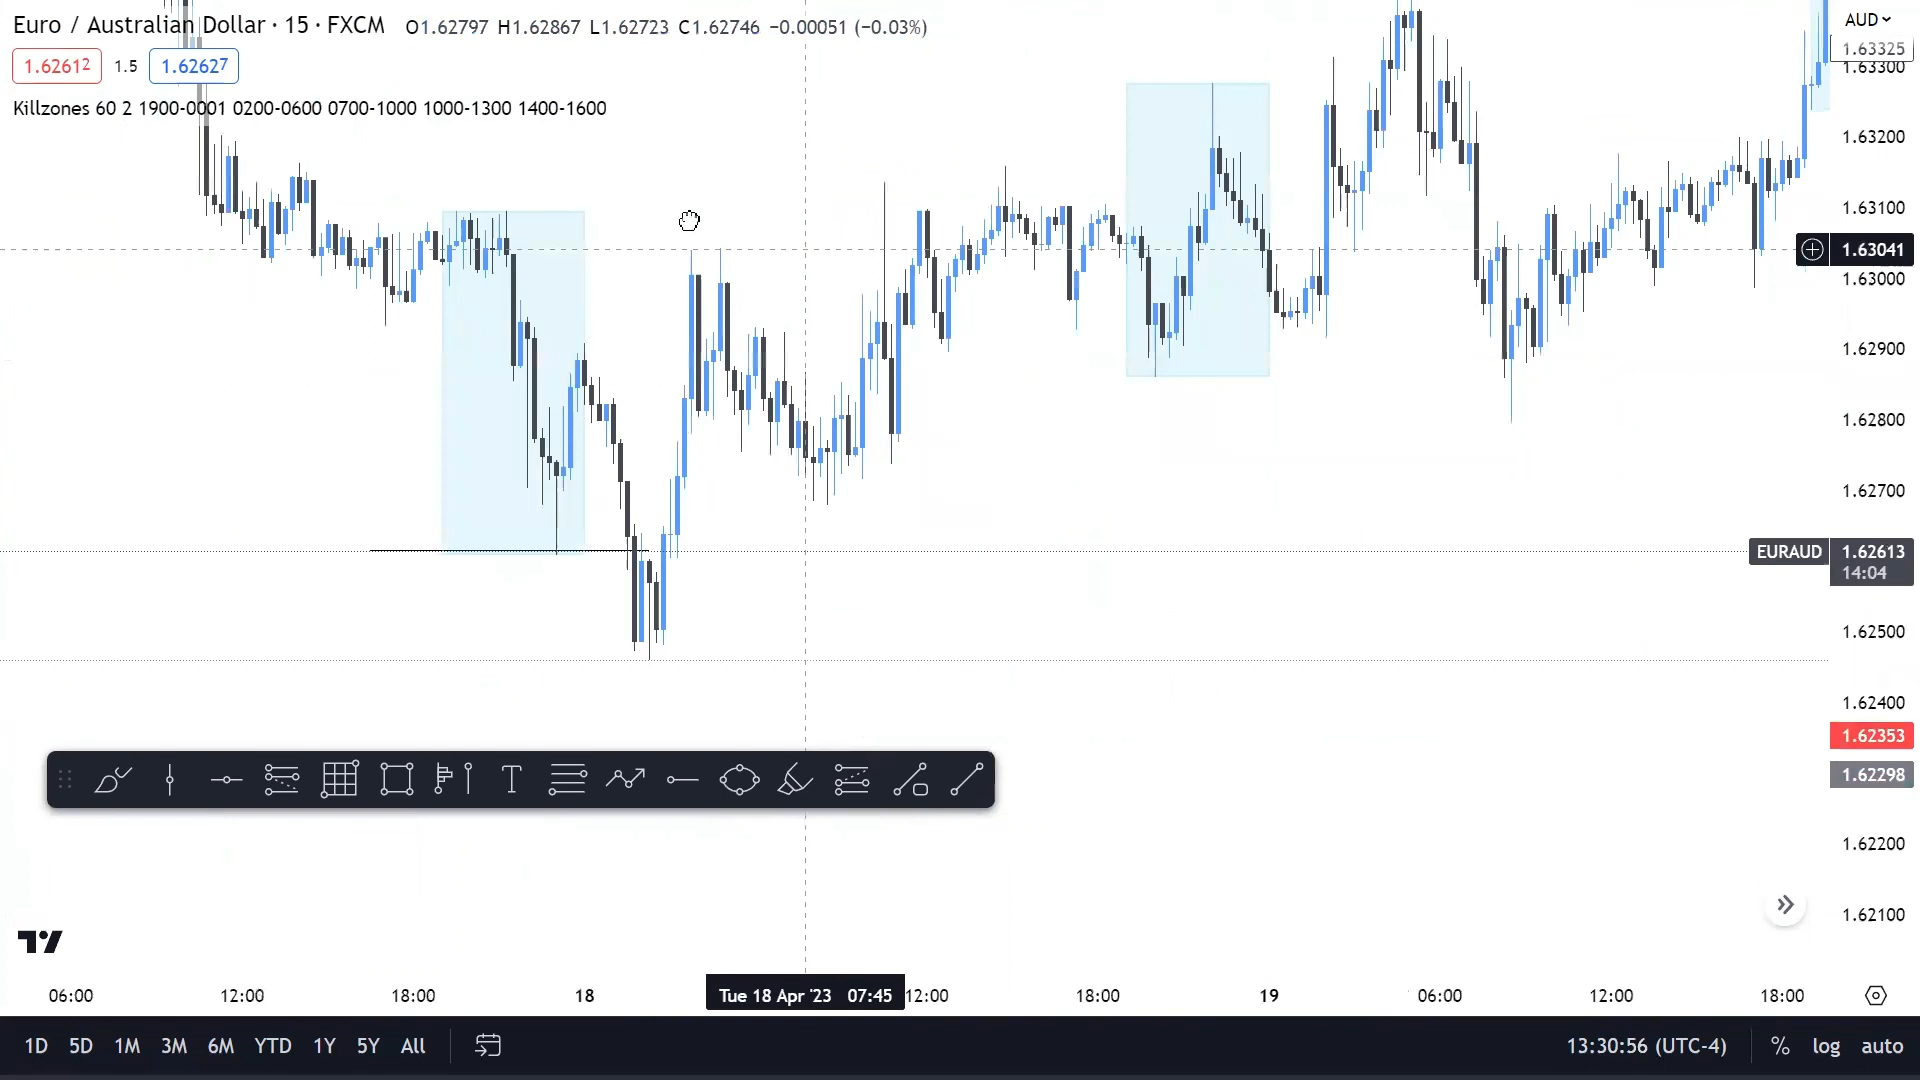 Euro / Australian Dollar · 15 · FXCM O1.62797 H1.62867 L1.62723 C1.62746 −0.00051 (−0.03%)
AUD
1.63325
1.63300
1.62612 1.5 1.62627
Killzones 60 2 1900-0001 0200-0600 0700-1000 1000-1300 1400-1600
1.63200
1.63100
1.63041
1.63000
1.62900
1.62800
1.62700
EURAUD 1.62613
14:04
1.62500
1.62400
1.62353
1.62298
1.62200
1.62100
06:00 12:00 18:00 18 Tue 18 Apr '23 07:45 12:00 18:00 19 06:00 12:00 18:00
1D 5D 1M 3M 6M YTD 1Y 5Y All 13:30:56 (UTC-4) % log auto